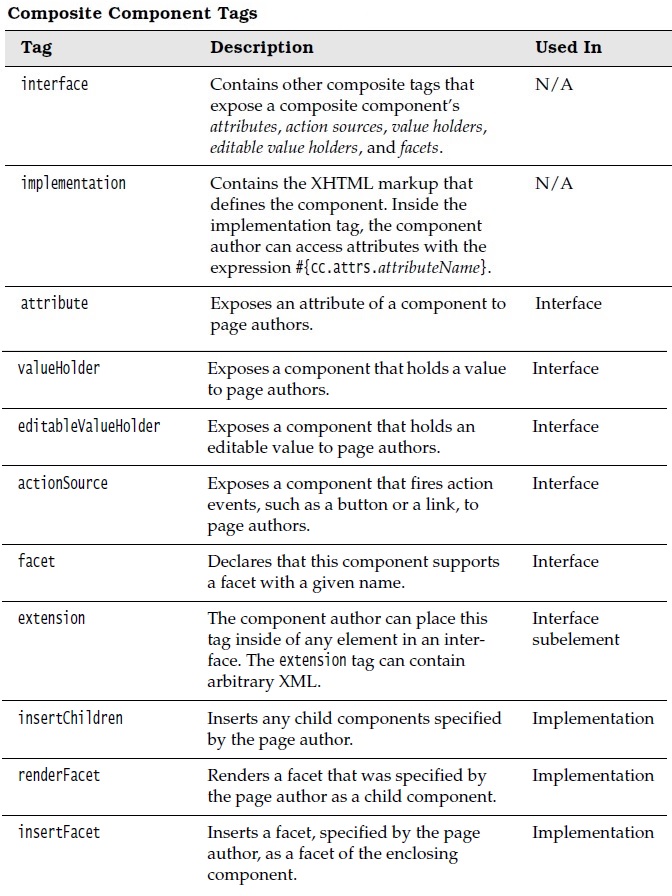 Composite Component Tags
Tag Description Used In
interface Contains other composite tags that N/A
expose a composite component's
attributes, action sources, value holders,
editable value holders, and facets.
implementation Contains the XHTML markup that N/A
defines the component. Inside the
implementation tag, the component
author can access attributes with the
expression #{cc.attrs.attributeName}.
attribute Exposes an attribute of a component to Interface
page authors.
valueHolder Exposes a component that holds a value Interface
to page authors.
editableValueHolder Exposes a component that holds an Interface
editable value to page authors.
actionSource Exposes a component that fires action Interface
events, such as a button or a link, to
page authors.
facet Declares that this component supports Interface
a facet with a given name.
extension The component author can place this Interface
tag inside of any element in an inter- subelement
face. The extension tag can contain
arbitrary XML.
insertChildren Inserts any child components specified Implementation
by the page author.
renderFacet Renders a facet that was specified by Implementation
the page author as a child component.
insertFacet Inserts a facet, specified by the page Implementation
author, as a facet of the enclosing
component.